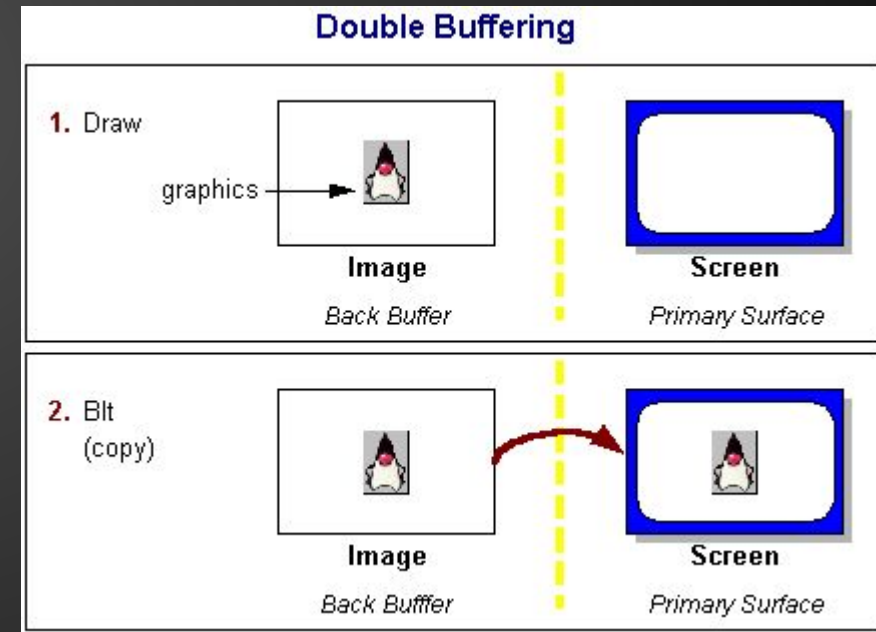 Double Buffering
1. Draw
graphics
Image
Back Buffer
Screen
Primary Surface
2. Blt
(copy)
Image
Back Bufffer
Screen
Primary Surface